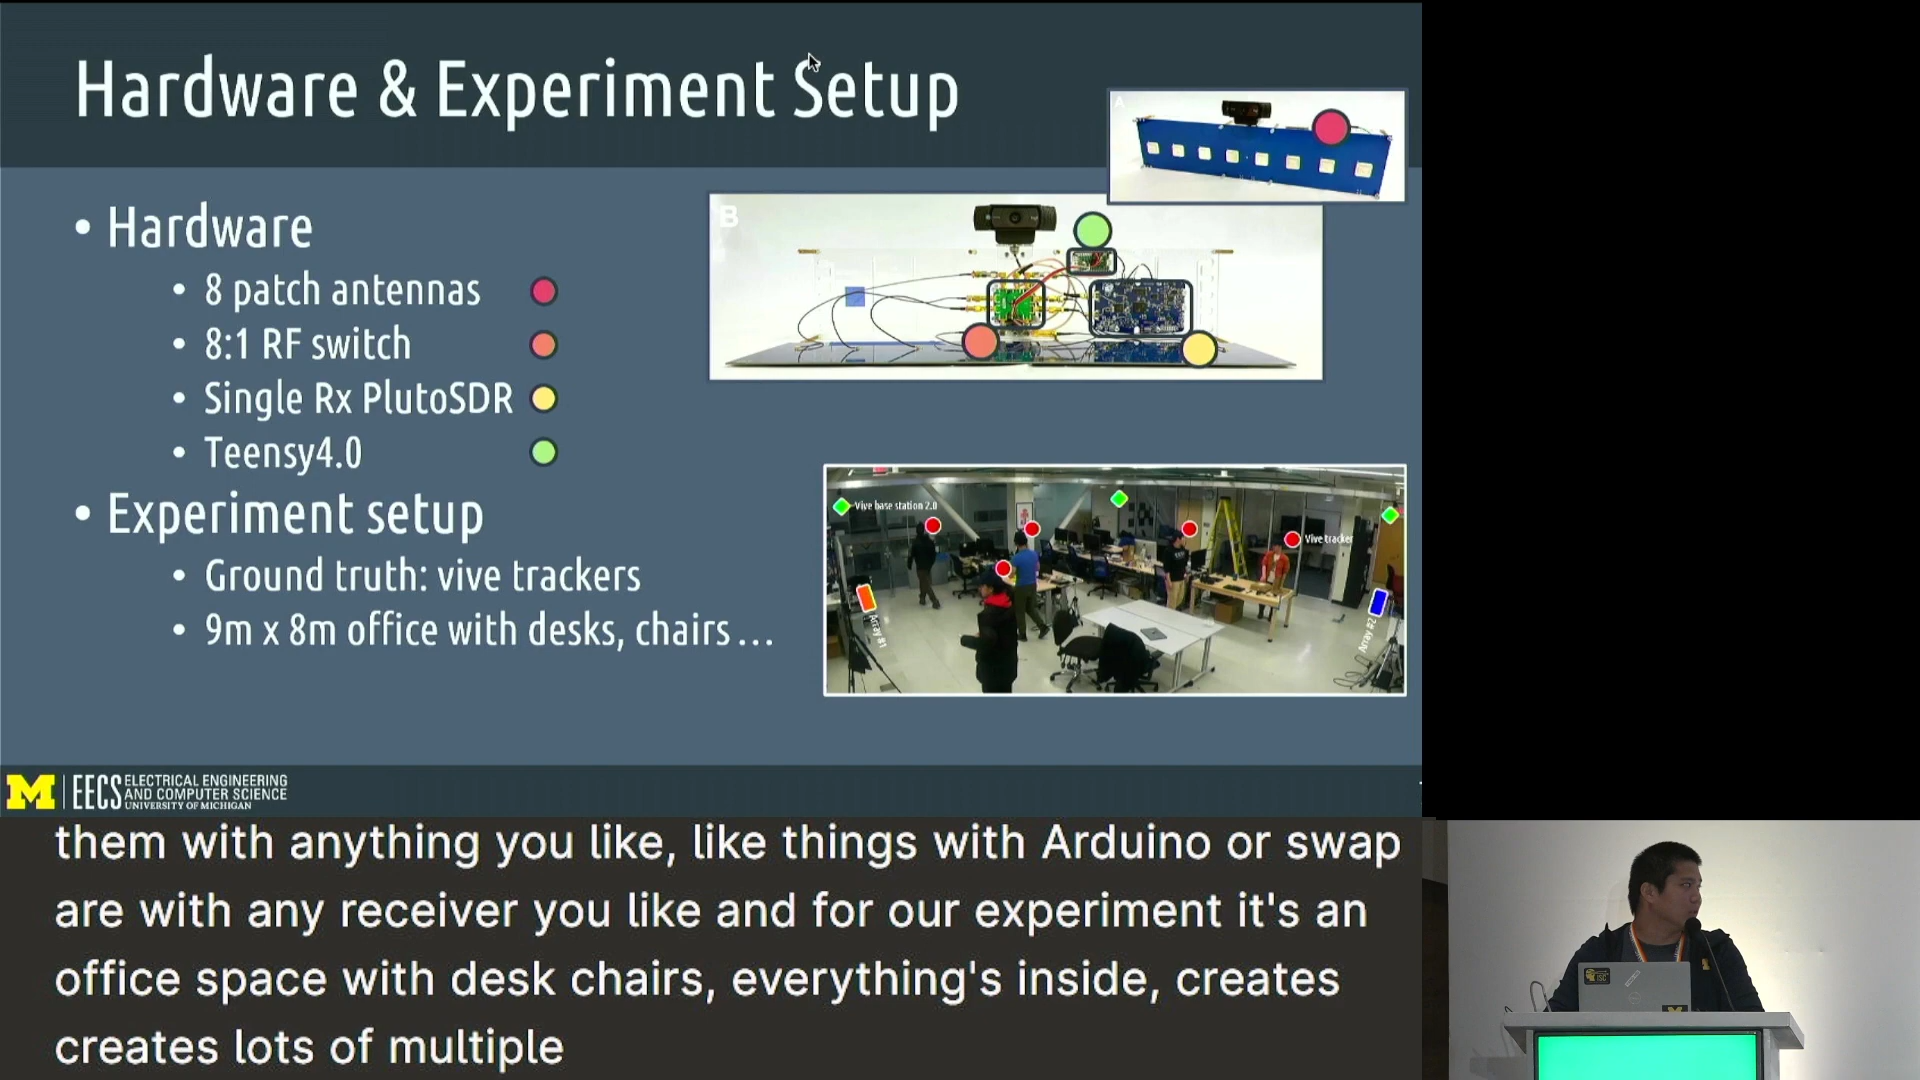 Hardware & Experiment Setup
A
B
• Hardware
• 8 patch antennas
• 8:1 RF switch
• Single Rx PlutoSDR
• Teensy4.0
• Experiment setup
• Ground truth: vive trackers
• 9m x 8m office with desks, chairs ...
Vive base station 2.0
Vive tracker
Array #1
Array #2
M | EECS ELECTRICAL ENGINEERING
AND COMPUTER SCIENCE
UNIVERSITY OF MICHIGAN
them with anything you like, like things with Arduino or swap
are with any receiver you like and for our experiment it's an
office space with desk chairs, everything's inside, creates
creates lots of multiple